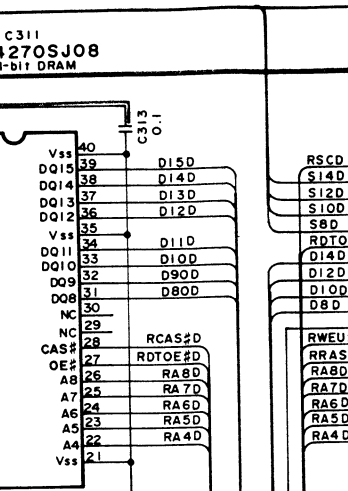 C311
4270SJ08
-bit DRAM
C313
0.1
Vss 40
DQ15 39 D15D
DQ14 38 D14D
DQ13 37 D13D
DQ12 36 D12D
Vss 35
DQ11 34 D11D
DQ10 33 D10D
DQ9 32 D90D
DQ8 31 D80D
NC 30
NC 29
CAS# 28 RCAS#D
OE# 27 RDTOE#D
A8 26 RA8D
A7 25 RA7D
A6 24 RA6D
A5 23 RA5D
A4 22 RA4D
Vss 21
RSCD
S14D
S12D
S10D
S8D
RDTO
D14D
D12D
D10D
D8D
RWEU
RRAS
RA8D
RA7D
RA6D
RA5D
RA4D